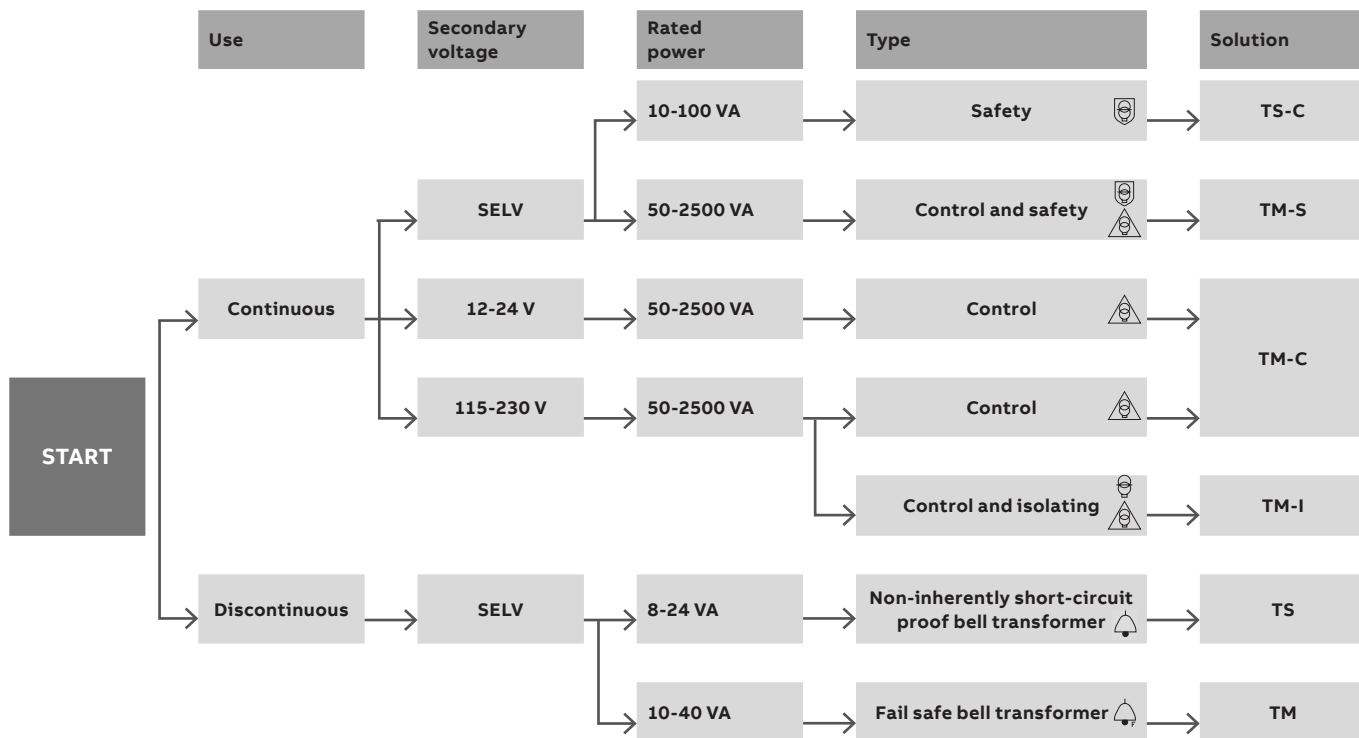 Use
Secondary
voltage
Rated
power
Type
Solution
10-100 VA
Safety
TS-C
SELV
50-2500 VA
Control and safety
TM-S
Continuous
12-24 V
50-2500 VA
Control
TM-C
115-230 V
50-2500 VA
Control
START
Control and isolating
TM-I
Discontinuous
SELV
8-24 VA
Non-inherently short-circuit
proof bell transformer
TS
10-40 VA
Fail safe bell transformer
F
TM